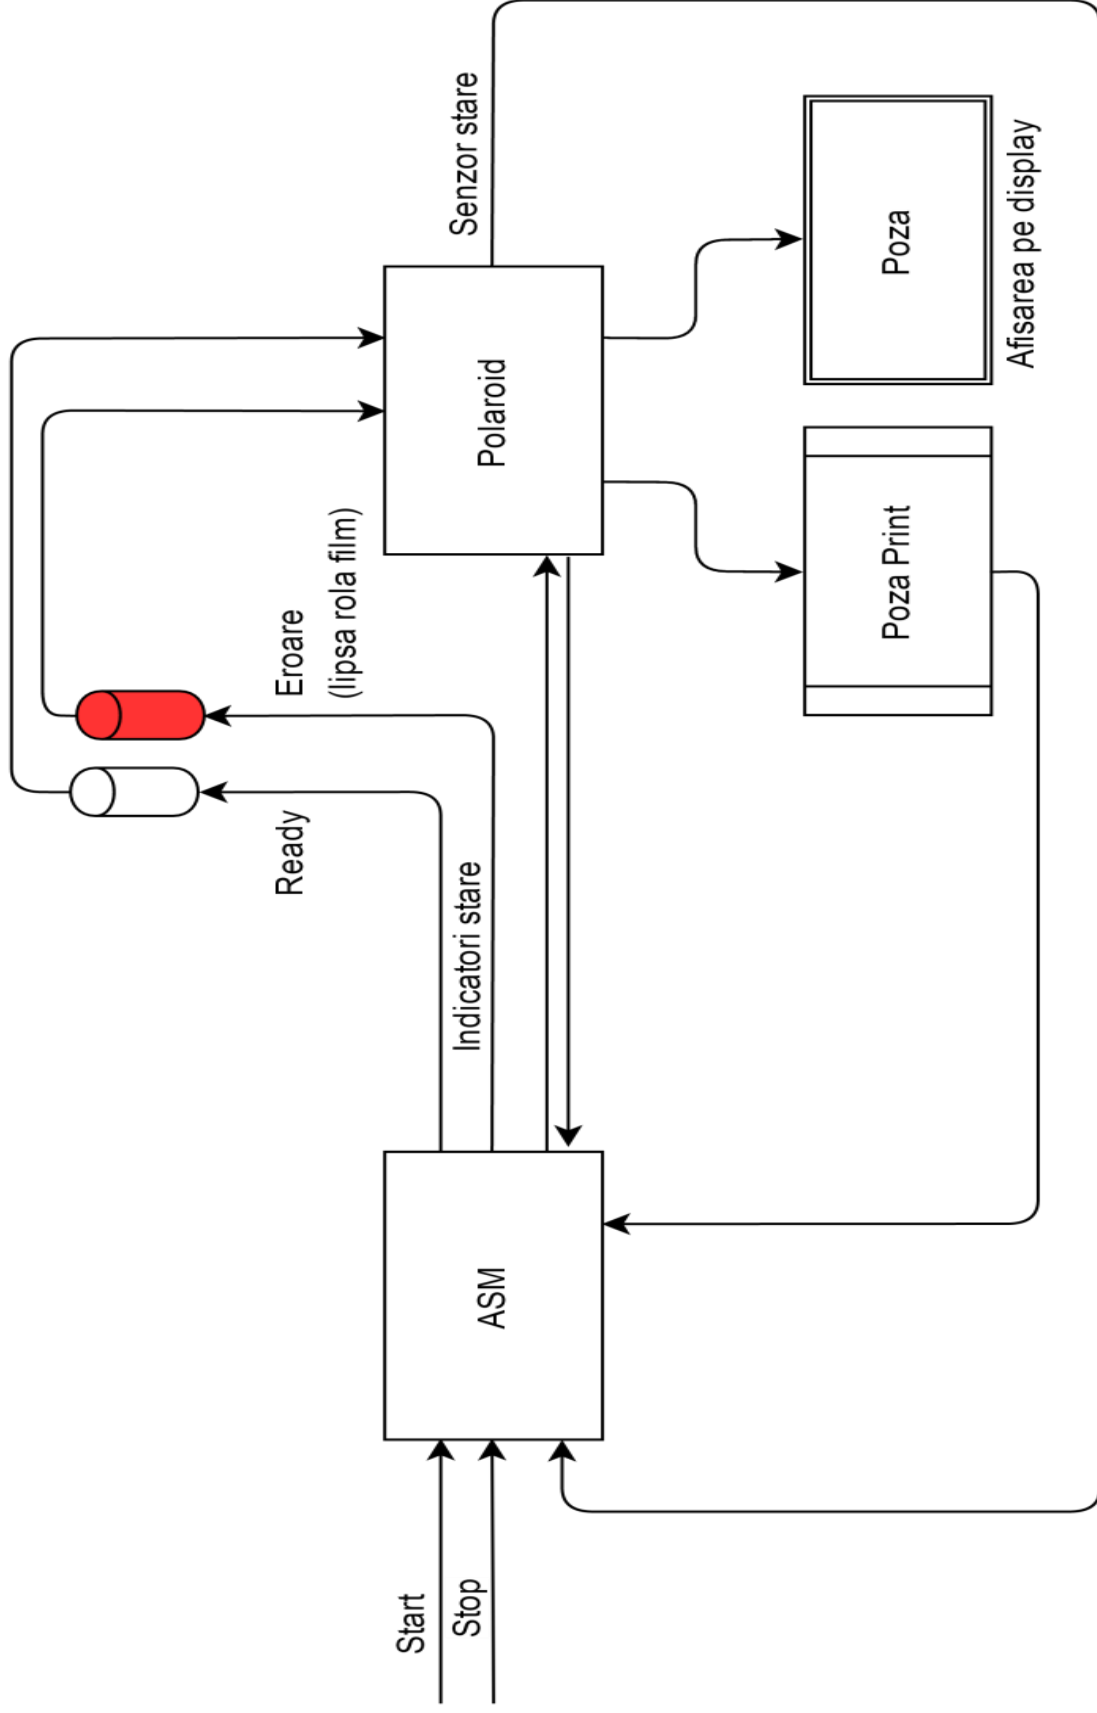 Start
Stop
ASM
Indicatori stare
Ready
Eroare
(lipsa rola film)
Polaroid
Senzor stare
Poza Print
Poza
Afisarea pe display